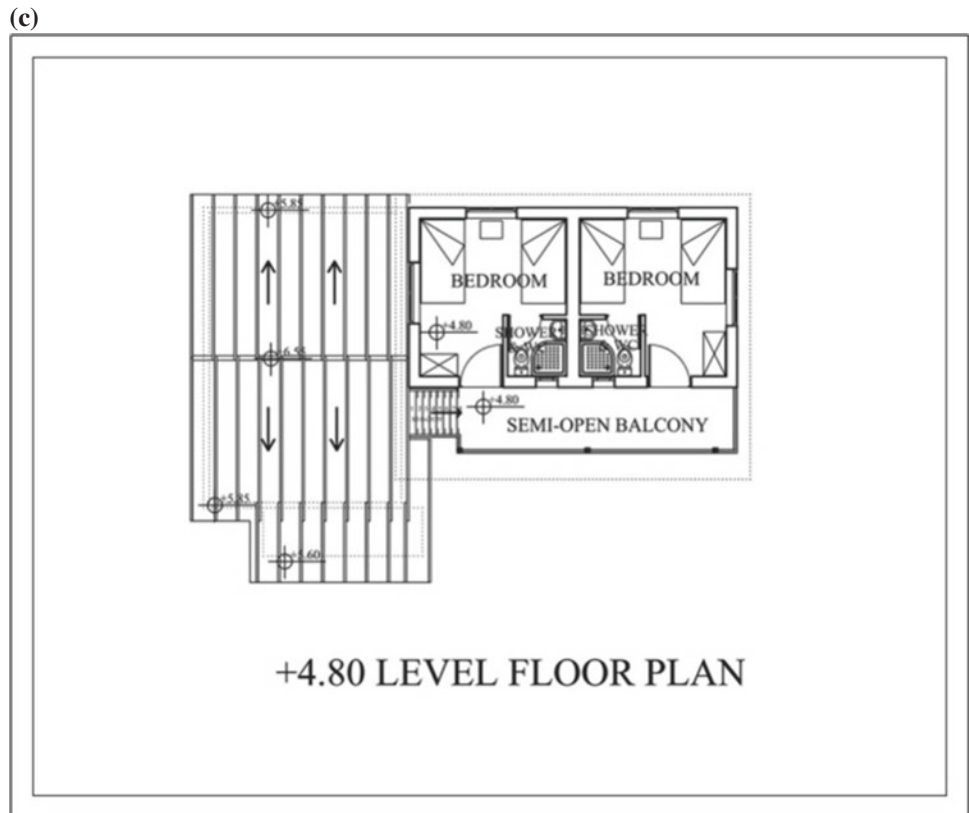 (c)
+5.85
BEDROOM
BEDROOM
+4.80
SHOWER
SHOWER
WC
+6.55
+4.80
SEMI-OPEN BALCONY
+5.85
+5.60
+4.80 LEVEL FLOOR PLAN